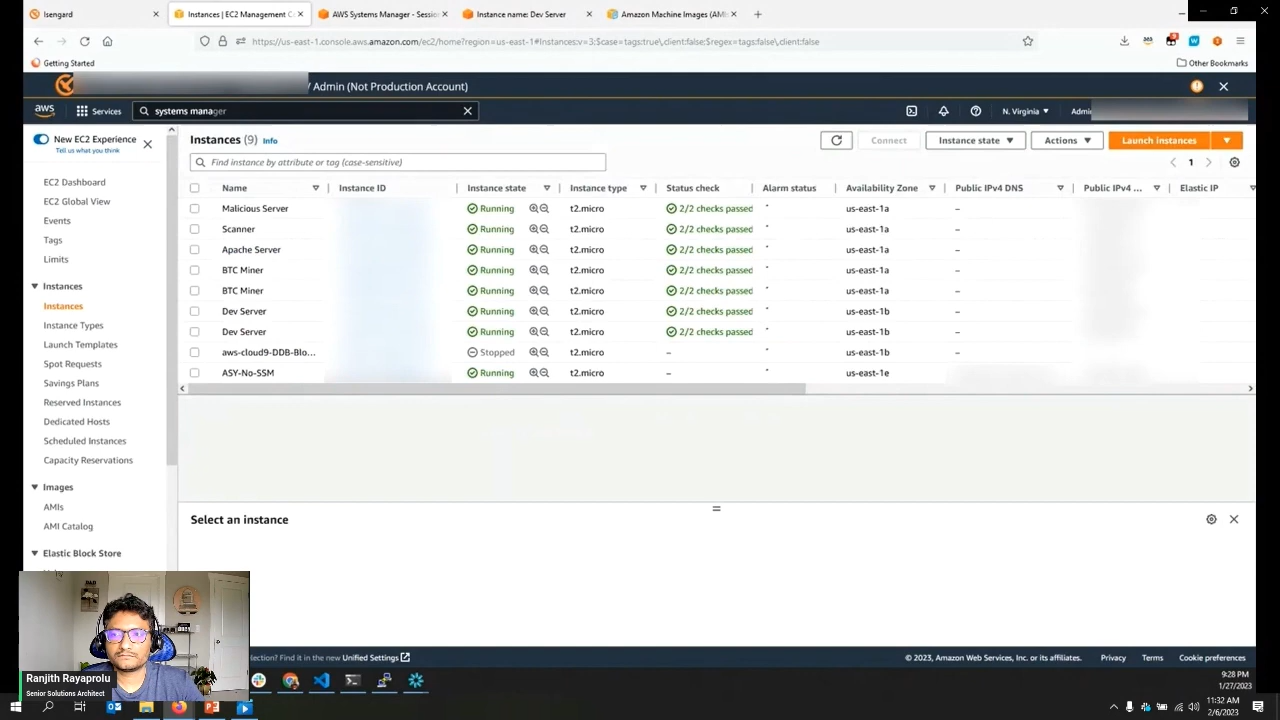 Isengard
Instances | EC2 Management C
AWS Systems Manager - Session
Instance name: Dev Server
Amazon Machine Images (AM
https://us-east-1.console.aws.amazon.com/ec2/home?region=us-east-1#Instances:v=3;$case=tags:true\,client:false;$regex=tags:false\,client:false
Getting Started
Other Bookmarks
/ Admin (Not Production Account)
aws
Services
systems manager
N. Virginia
Admin
New EC2 Experience
Tell us what you think
EC2 Dashboard
EC2 Global View
Events
Tags
Limits
Instances
Instances
Instance Types
Launch Templates
Spot Requests
Savings Plans
Reserved Instances
Dedicated Hosts
Scheduled Instances
Capacity Reservations
Images
AMIs
AMI Catalog
Elastic Block Store
Instances (9) Info
Connect
Instance state
Actions
Launch instances
Find instance by attribute or tag (case-sensitive)
1
Name Instance ID Instance state Instance type Status check Alarm status Availability Zone Public IPv4 DNS Public IPv4 ... Elastic IP
Malicious Server Running t2.micro 2/2 checks passed us-east-1a –
Scanner Running t2.micro 2/2 checks passed us-east-1a –
Apache Server Running t2.micro 2/2 checks passed us-east-1a –
BTC Miner Running t2.micro 2/2 checks passed us-east-1a –
BTC Miner Running t2.micro 2/2 checks passed us-east-1a –
Dev Server Running t2.micro 2/2 checks passed us-east-1b –
Dev Server Running t2.micro 2/2 checks passed us-east-1b –
aws-cloud9-DDB-Blo... Stopped t2.micro – us-east-1b –
ASY-No-SSM Running t2.micro – us-east-1e
Select an instance
Ranjith Rayaprolu
Senior Solutions Architect
election? Find it in the new Unified Settings
© 2023, Amazon Web Services, Inc. or its affiliates.
Privacy
Terms
Cookie preferences
9:28 PM
1/27/2023
11:32 AM
2/6/2023